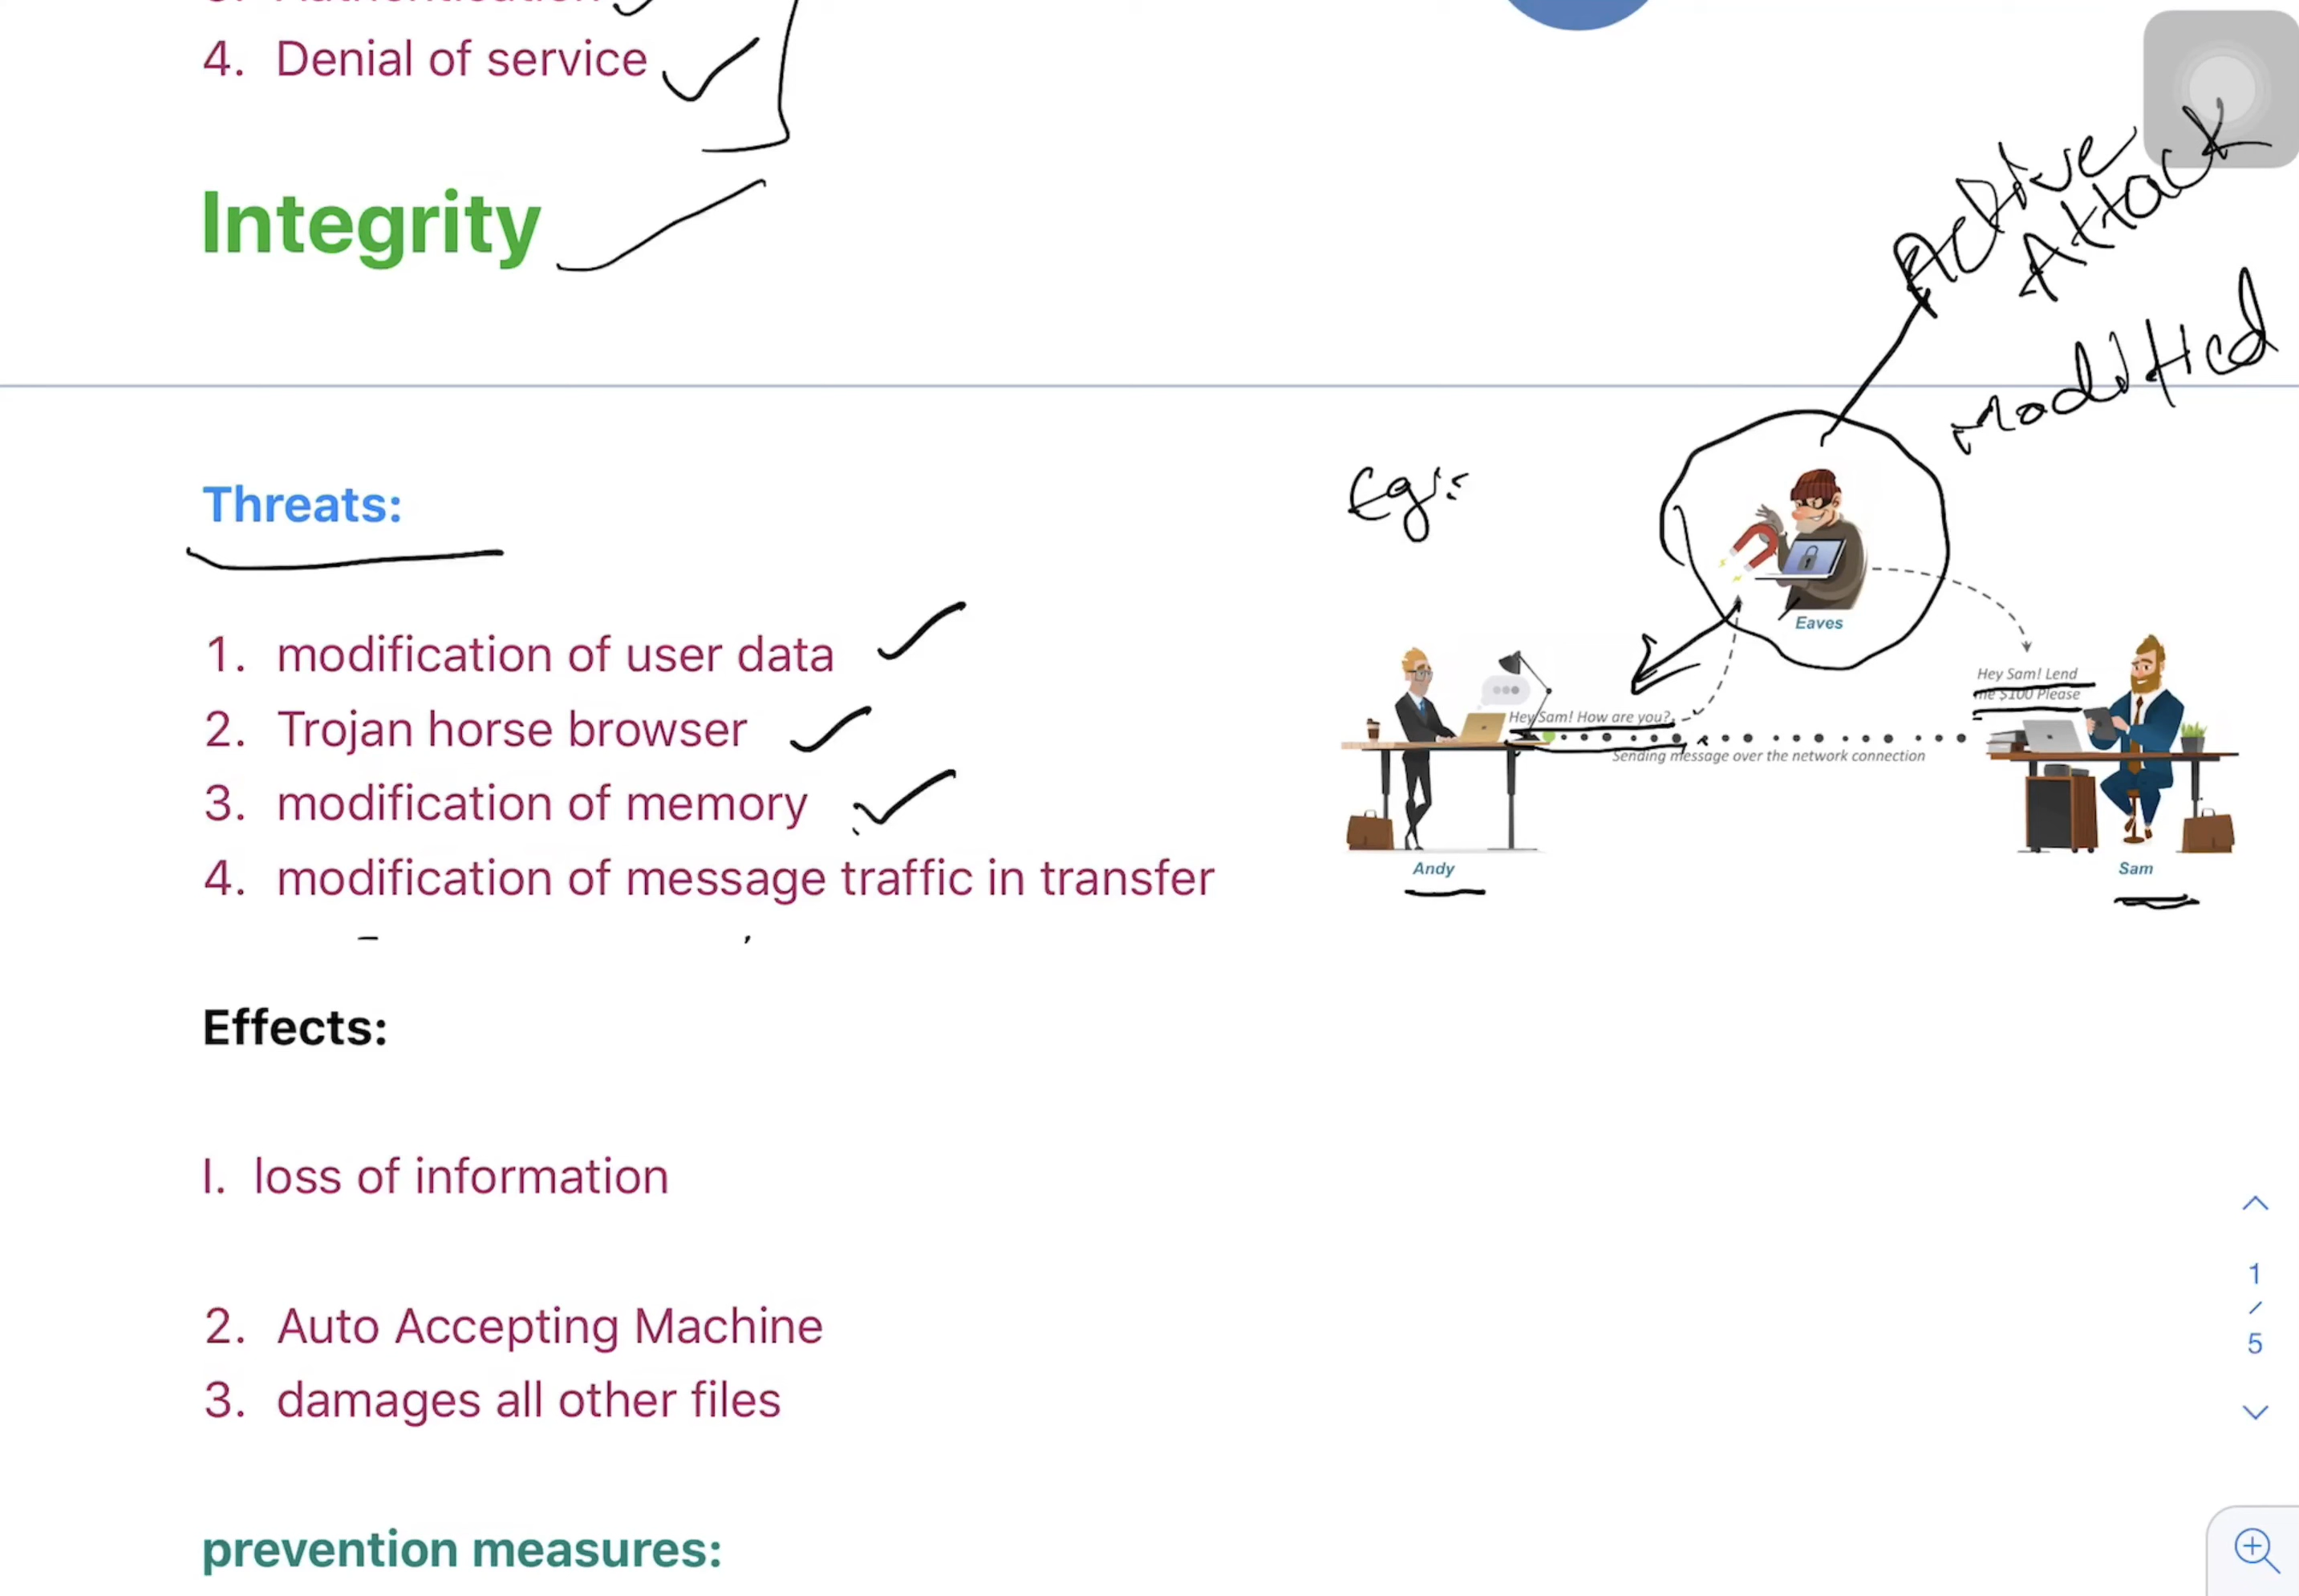 4. Denial of service
Integrity
Active
Attack
Modified
Threats:
Eg:
1. modification of user data
2. Trojan horse browser
3. modification of memory
4. modification of message traffic in transfer
Eaves
Hey Sam! Lend
me $100 Please
Hey Sam! How are you?
Sending message over the network connection
Andy
Sam
Effects:
I. loss of information
2. Auto Accepting Machine
3. damages all other files
prevention measures:
1
/
5